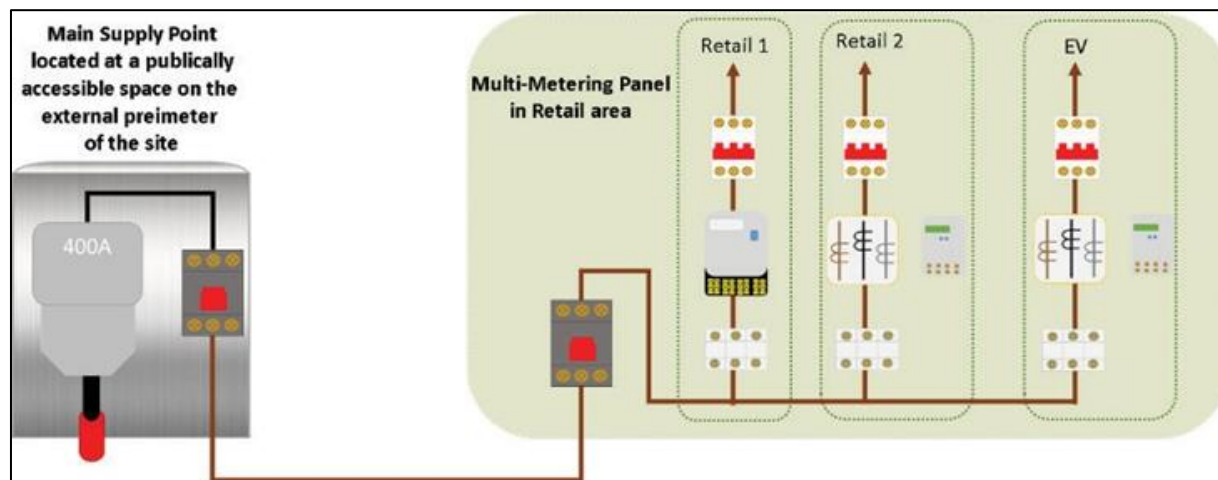 Main Supply Point
located at a publically
accessible space on the
external preimeter
of the site
400A
Multi-Metering Panel
in Retail area
Retail 1
Retail 2
EV